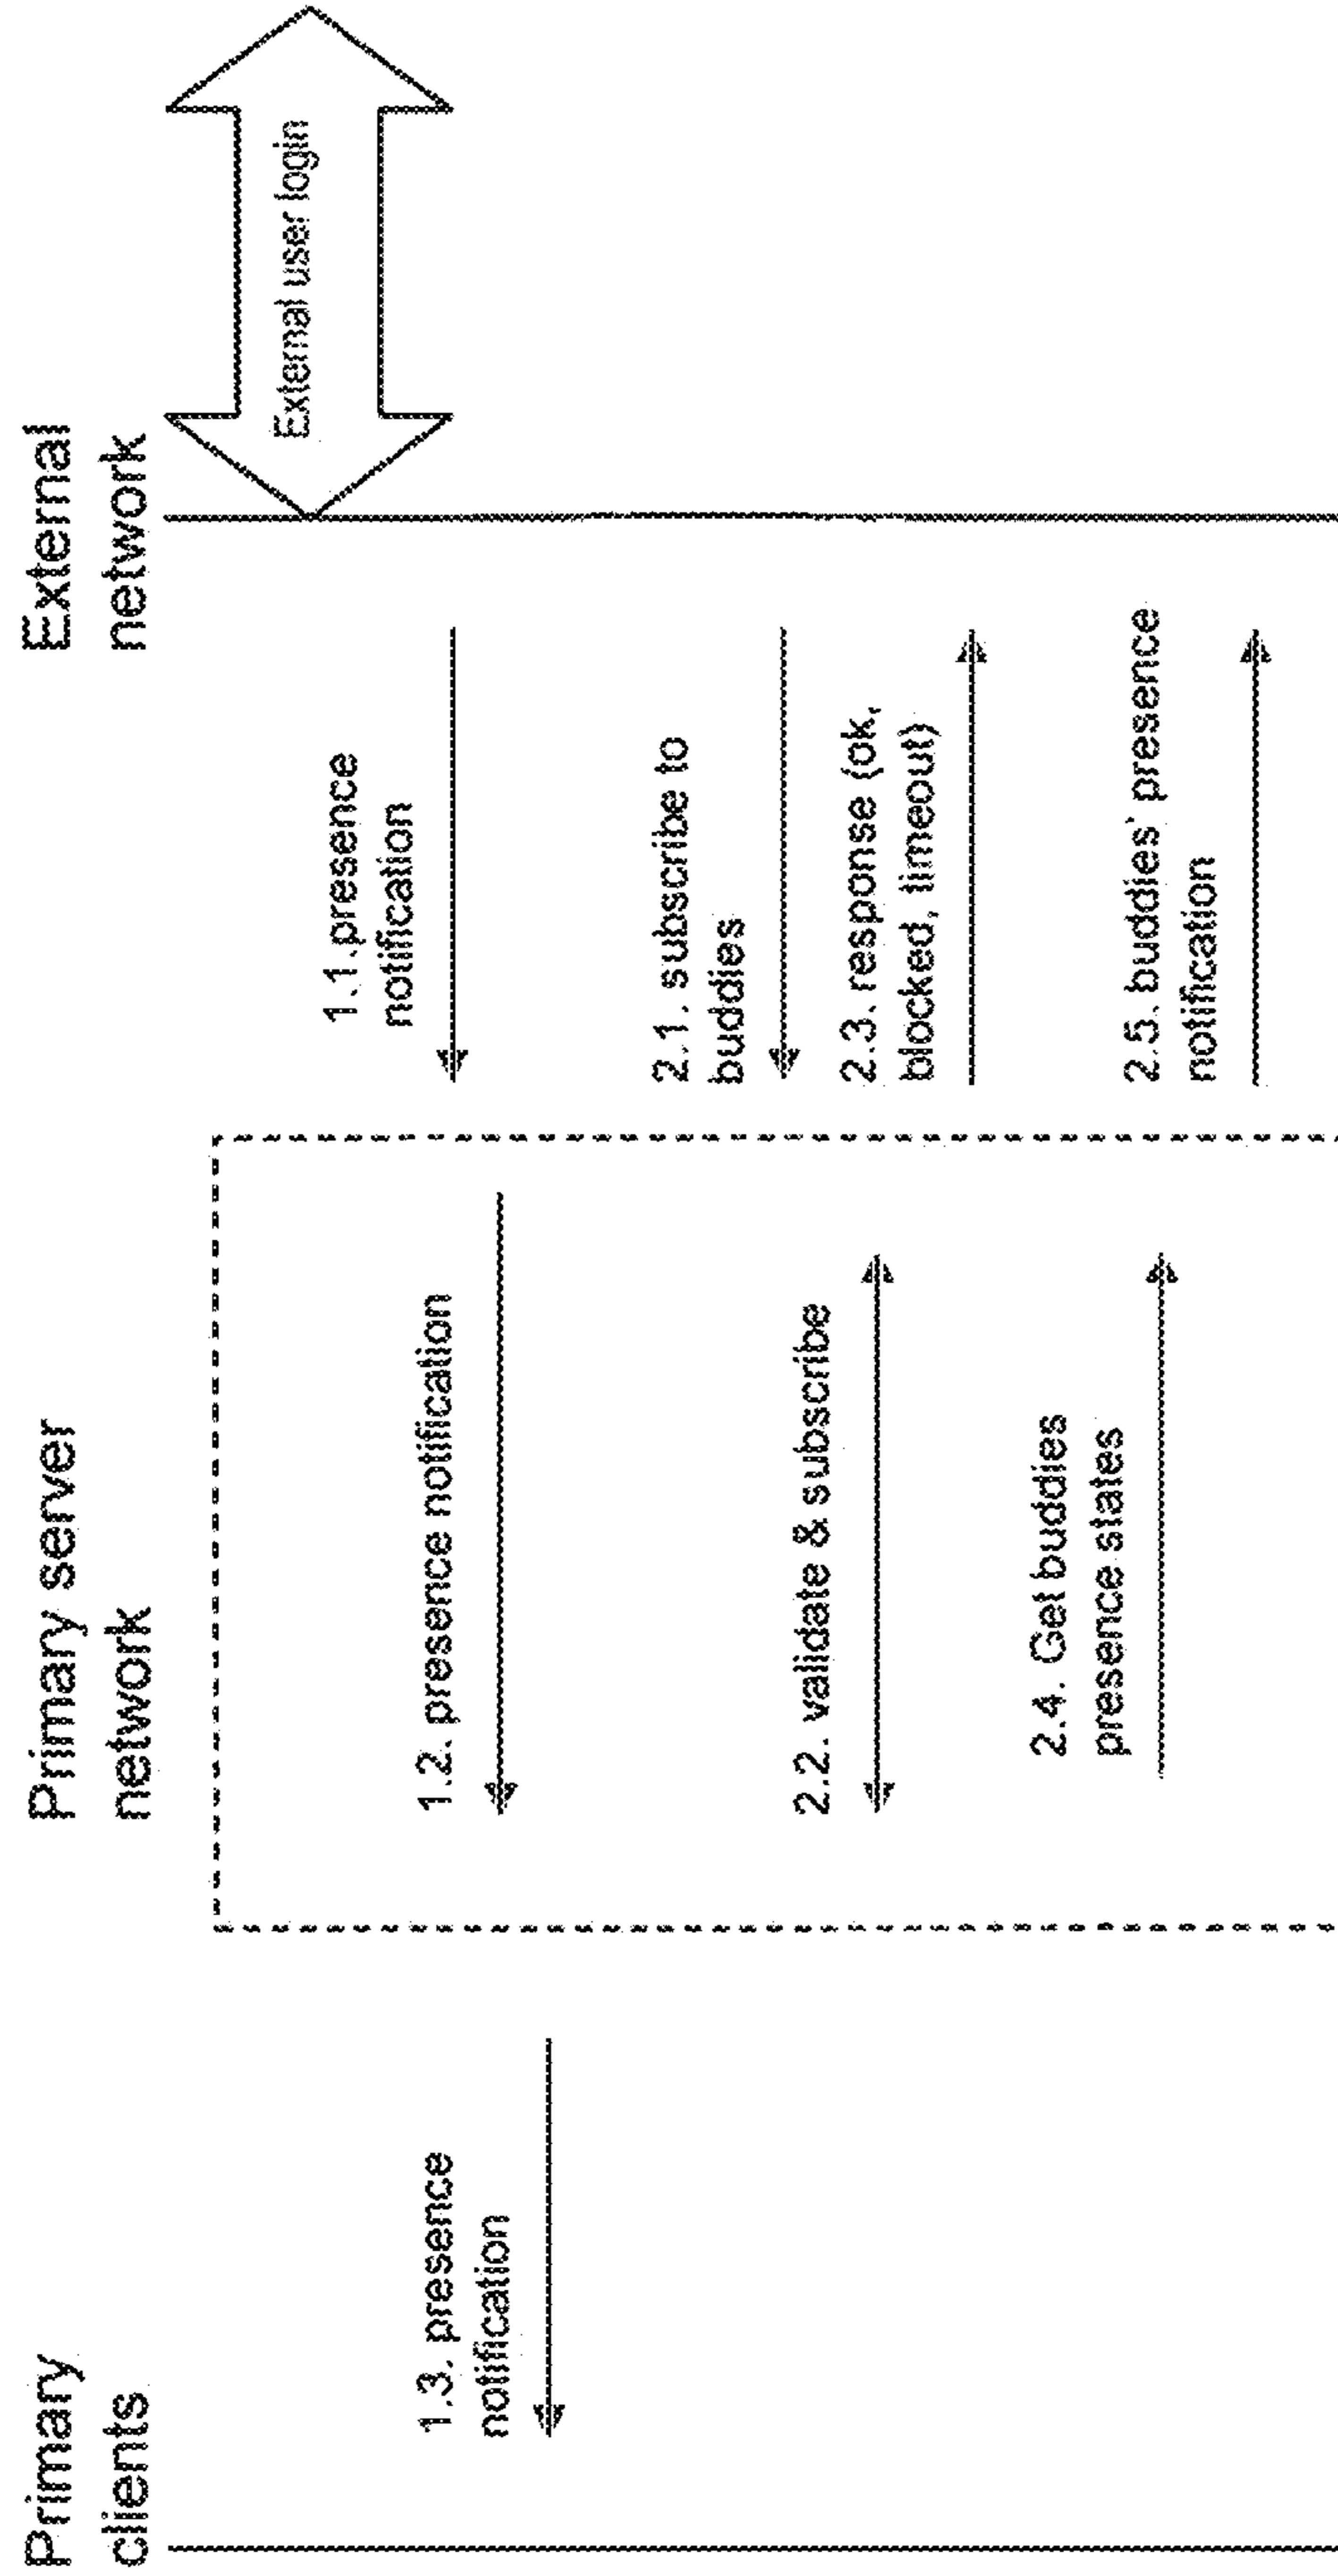 Primary
clients
Primary server
network
External
network
External user login
1.1.presence
notification
1.2. presence notification
1.3. presence
notification
2.1. subscribe to
buddies
2.2. validate & subscribe
2.3. response (ok,
blocked, timeout)
2.4. Get buddies
presence states
2.5. buddies' presence
notification